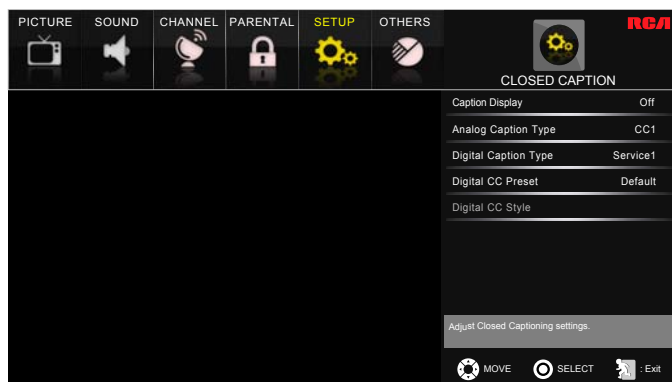 PICTURE SOUND CHANNEL PARENTAL SETUP OTHERS
RCA
CLOSED CAPTION
Caption Display Off
Analog Caption Type CC1
Digital Caption Type Service1
Digital CC Preset Default
Digital CC Style
Adjust Closed Captioning settings.
MOVE SELECT : Exit